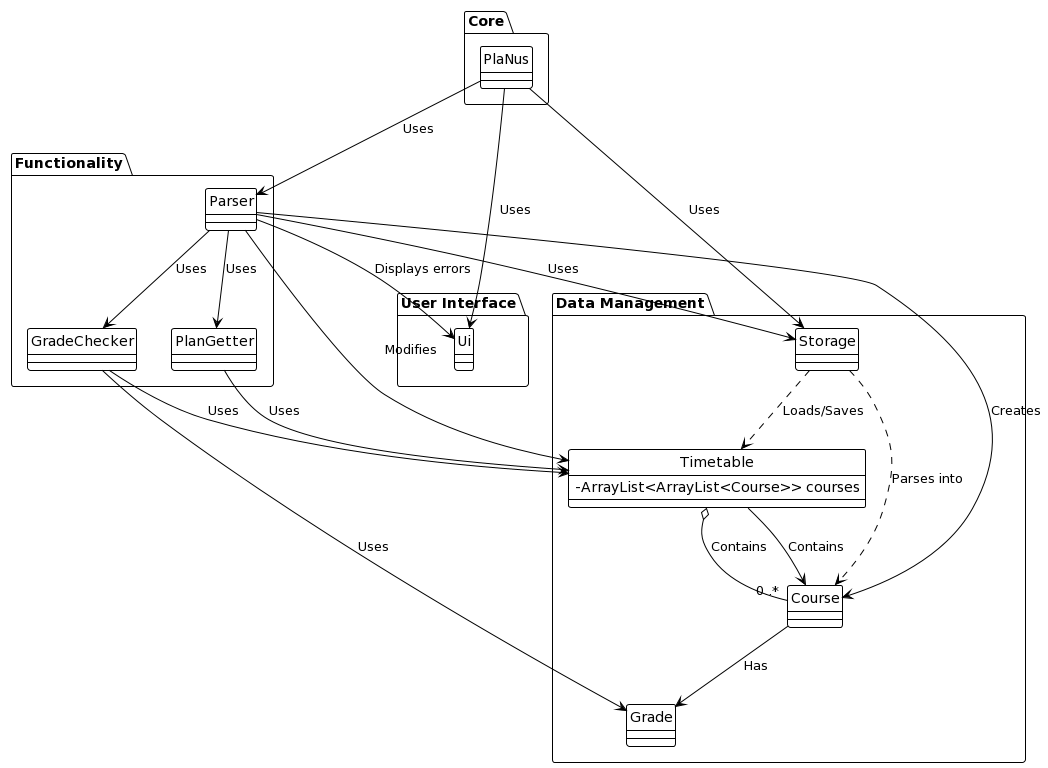 Core
PlaNus
Uses
Functionality
Parser
Uses
Uses
Uses
Uses
Displays errors
Uses
User Interface
Data Management
GradeChecker
PlanGetter
Ui
Storage
Modifies
Uses
Uses
Loads/Saves
Creates
Timetable
-ArrayList<ArrayList<Course>> courses
Parses into
Uses
Contains
Contains
0..*
Course
Has
Grade